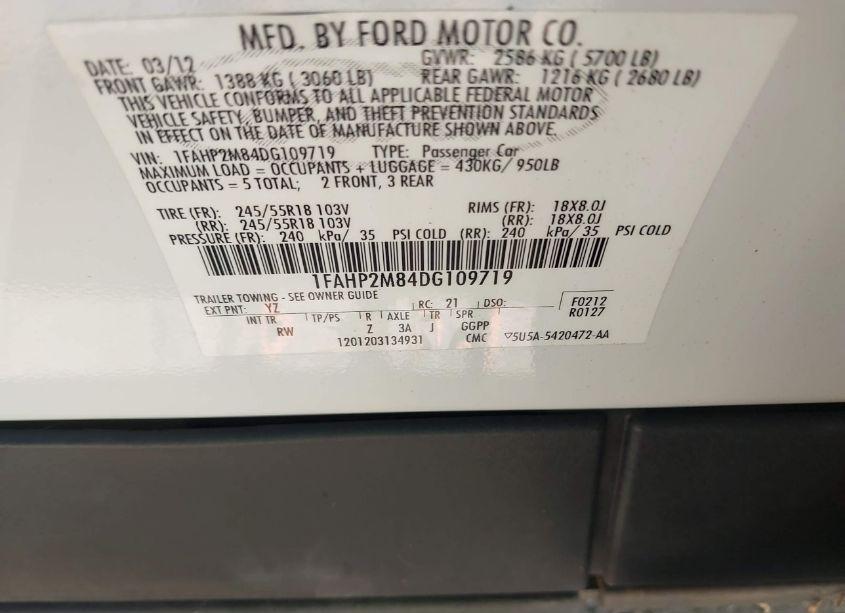 MFD. BY FORD MOTOR CO.
DATE: 03/12 GVWR: 2586 KG ( 5700 LB)
FRONT GAWR: 1388 KG ( 3060 LB) REAR GAWR: 1216 KG ( 2680 LB)
THIS VEHICLE CONFORMS TO ALL APPLICABLE FEDERAL MOTOR
VEHICLE SAFETY, BUMPER, AND THEFT PREVENTION STANDARDS
IN EFFECT ON THE DATE OF MANUFACTURE SHOWN ABOVE.
VIN: 1FAHP2M84DG109719 TYPE: Passenger Car
MAXIMUM LOAD = OCCUPANTS + LUGGAGE = 430KG/ 950LB
OCCUPANTS = 5 TOTAL; 2 FRONT, 3 REAR
TIRE (FR): 245/55R18 103V RIMS (FR): 18X8.0J
(RR): 245/55R18 103V (RR): 18X8.0J
PRESSURE (FR): 240 kPa/ 35 PSI COLD (RR): 240 kPa/ 35 PSI COLD
1FAHP2M84DG109719
TRAILER TOWING - SEE OWNER GUIDE
EXT PNT: YZ RC: 21 DSO: F0212
R0127
INT TR TP/PS R AXLE TR SPR
RW Z 3A J GGPP
1201203134931 CMC ▽5U5A-5420472-AA